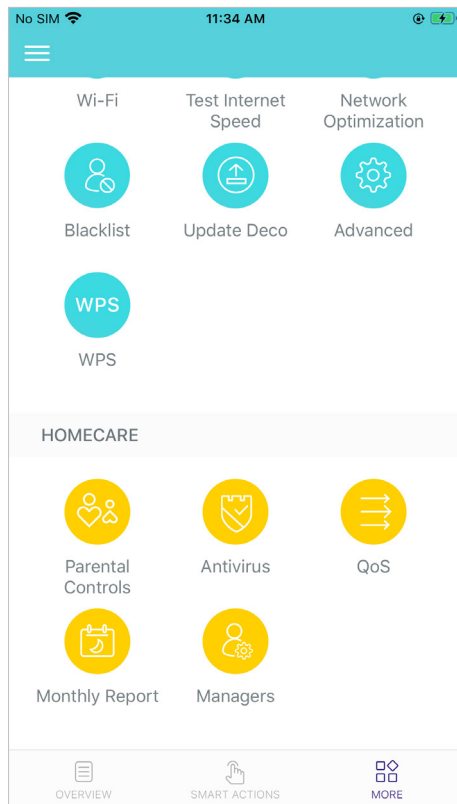 No SIM 11:34 AM
Wi-Fi Test Internet Network
Speed Optimization
Blacklist Update Deco Advanced
WPS
WPS
HOMECARE
Parental Antivirus QoS
Controls
Monthly Report Managers
OVERVIEW SMART ACTIONS MORE